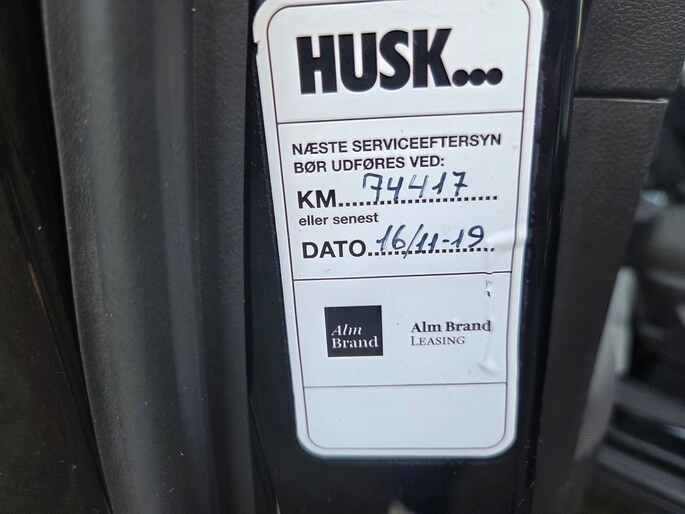 HUSK...
NÆSTE SERVICEEFTERSYN
BØR UDFØRES VED:
KM....74417....
eller senest
DATO.16/11-19..
Alm
Brand
Alm Brand
LEASING